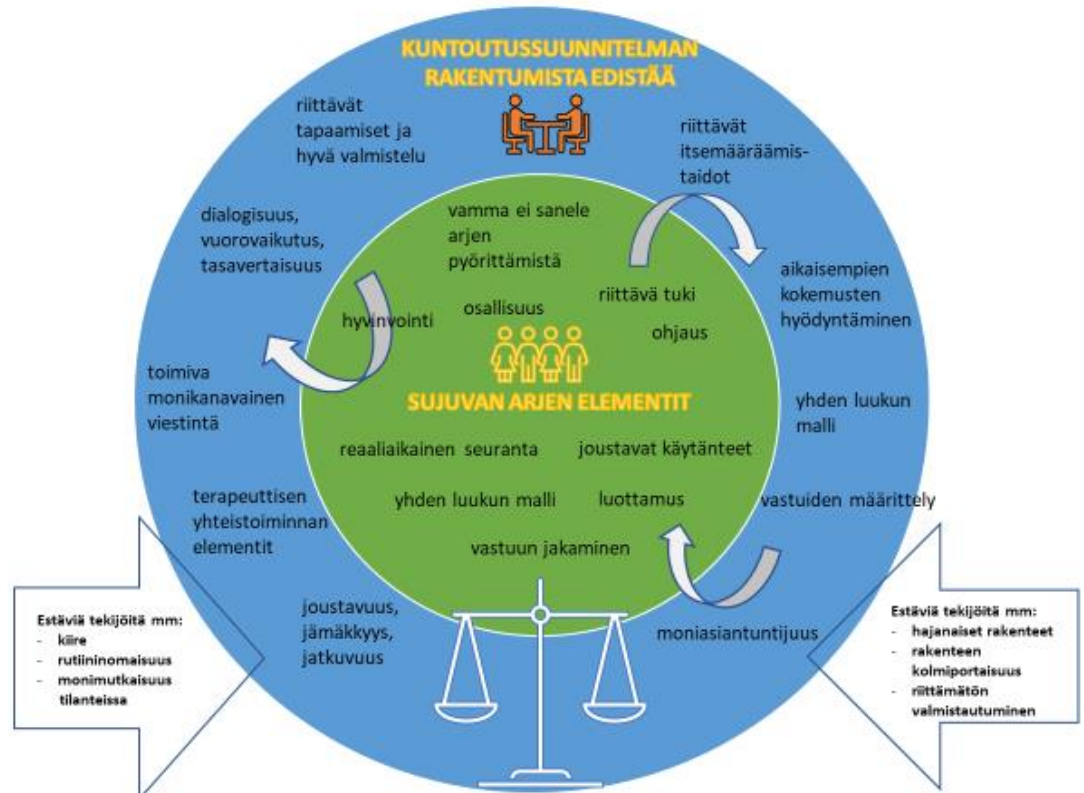 KUNTOUTUSSUUNNITELMAN
RAKENTUMISTA EDISTÄÄ
riittävät
tapaamiset ja
hyvä valmistelu
riittävät
itsemääräämis-
taidot
dialogisuus,
vuorovaikutus,
tasavertaisuus
vamma ei sanele
arjen
pyörittämistä
aikaisempien
kokemusten
hyödyntäminen
hyvinvointi
osallisuus
riittävä tuki
ohjaus
toimiva
monikanavainen
viestintä
SUJUVAN ARJEN ELEMENTIT
yhden luukun
malli
reaaliaikainen seuranta
joustavat käytänteet
terapeuttisen
yhteistoiminnan
elementit
yhden luukun malli
luottamus
vastuiden määrittely
vastuun jakaminen
joustavuus,
jämäkkyys,
jatkuvuus
moniasiantuntijuus
Estäviä tekijöitä mm:
- kiire
- rutiininomaisuus
- monimutkaisuus
tilanteissa
Estäviä tekijöitä mm:
- hajanaiset rakenteet
- rakenteen
kolmiportaisuus
- riittämätön
valmistautuminen